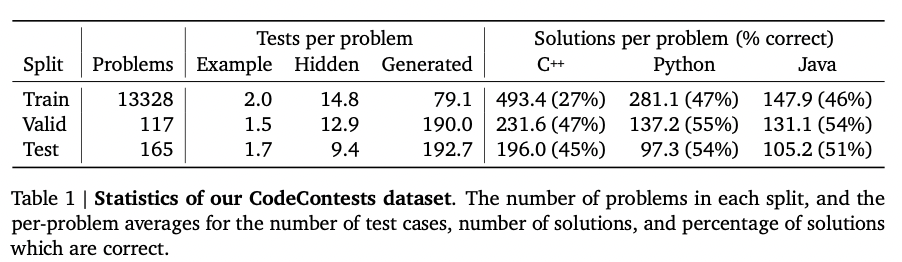 Tests per problem Solutions per problem (% correct)
Split Problems Example Hidden Generated C++ Python Java
Train 13328 2.0 14.8 79.1 493.4 (27%) 281.1 (47%) 147.9 (46%)
Valid 117 1.5 12.9 190.0 231.6 (47%) 137.2 (55%) 131.1 (54%)
Test 165 1.7 9.4 192.7 196.0 (45%) 97.3 (54%) 105.2 (51%)
Table 1 | Statistics of our CodeContests dataset. The number of problems in each split, and the
per-problem averages for the number of test cases, number of solutions, and percentage of solutions
which are correct.